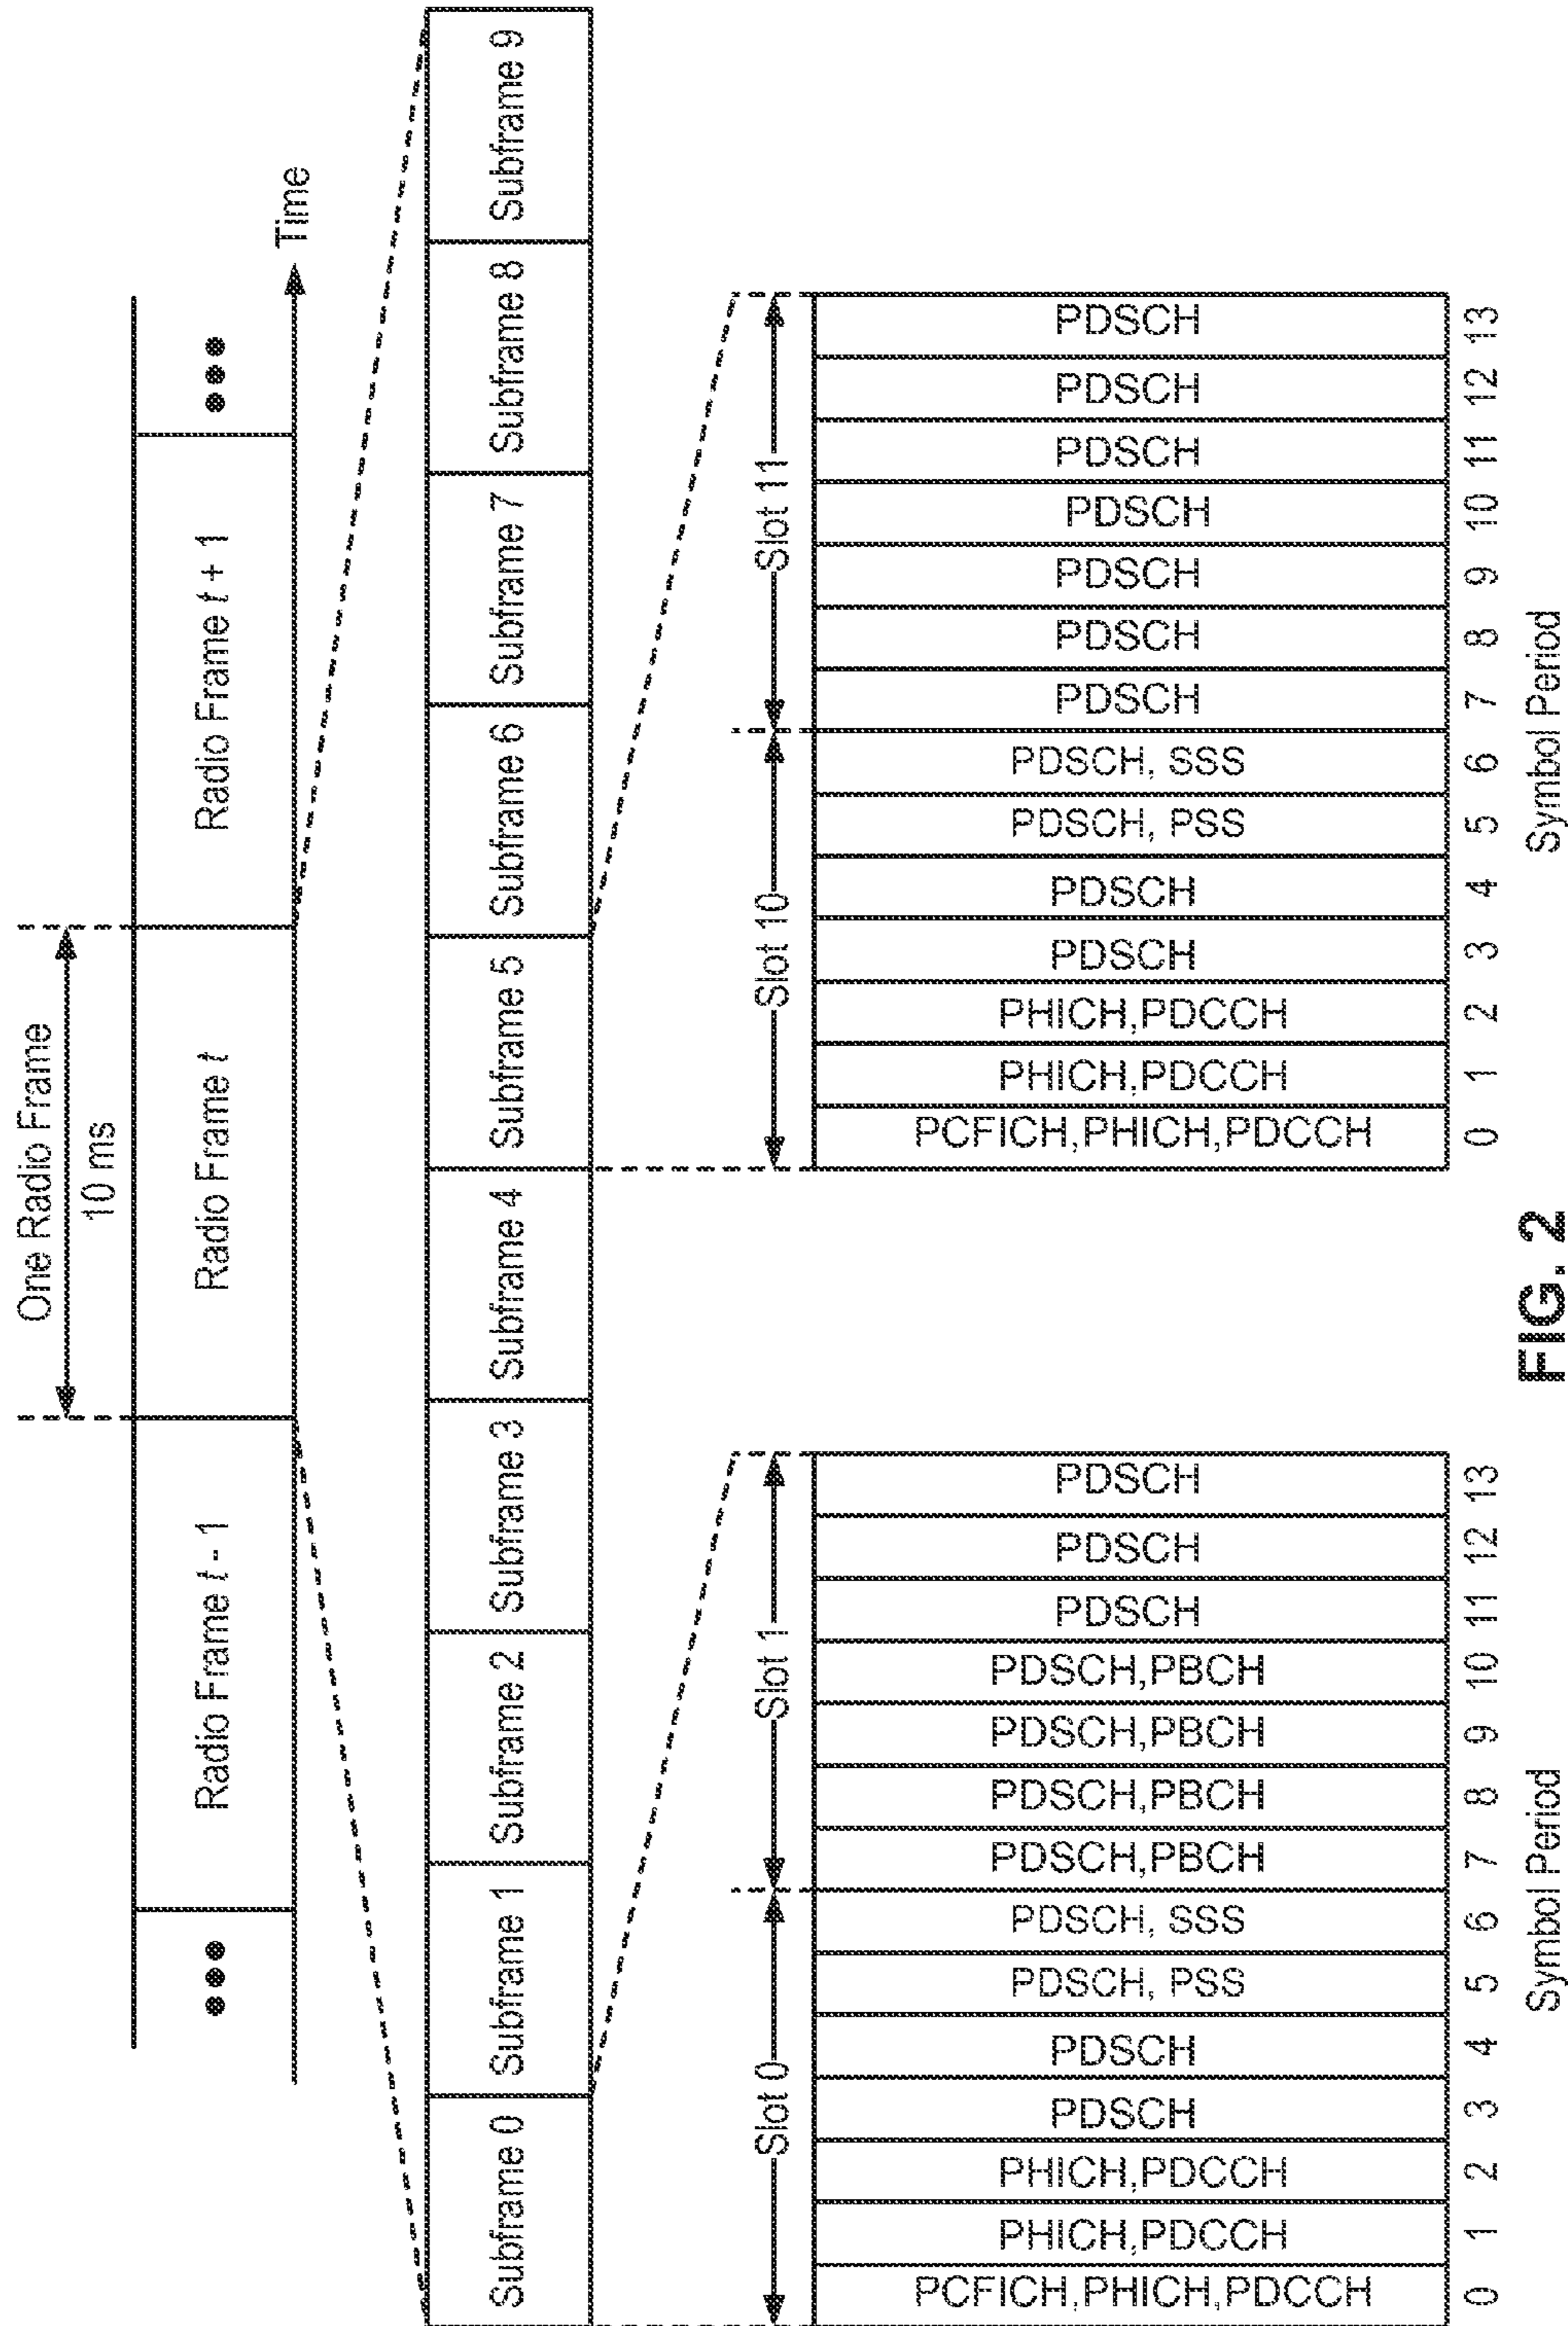 One Radio Frame
10 ms
••• Radio Frame t - 1 Radio Frame t Radio Frame t + 1 •••
Time
Subframe 0 Subframe 1 Subframe 2 Subframe 3 Subframe 4 Subframe 5 Subframe 6 Subframe 7 Subframe 8 Subframe 9
Slot 0 Slot 1
PCFICH,PHICH,PDCCH
PHICH,PDCCH
PHICH,PDCCH
PDSCH
PDSCH
PDSCH, PSS
PDSCH, SSS
PDSCH,PBCH
PDSCH,PBCH
PDSCH,PBCH
PDSCH,PBCH
PDSCH
PDSCH
PDSCH
0 1 2 3 4 5 6 7 8 9 10 11 12 13
Symbol Period
Slot 10 Slot 11
PCFICH,PHICH,PDCCH
PHICH,PDCCH
PHICH,PDCCH
PDSCH
PDSCH
PDSCH, PSS
PDSCH, SSS
PDSCH
PDSCH
PDSCH
PDSCH
PDSCH
PDSCH
PDSCH
0 1 2 3 4 5 6 7 8 9 10 11 12 13
Symbol Period
FIG. 2